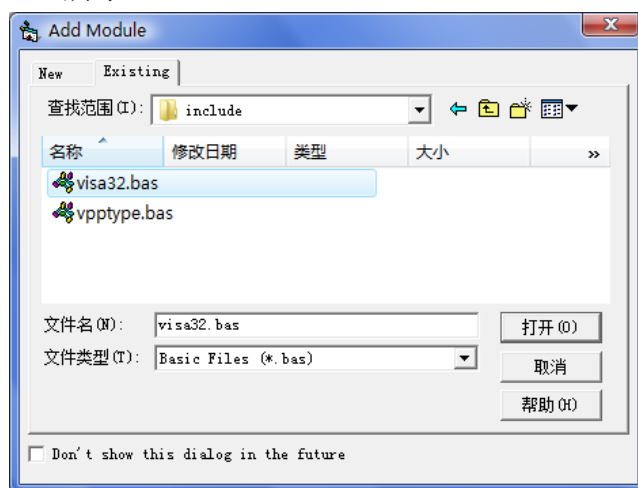 Add Module
New Existing
查找范围(I): include
名称 修改日期 类型 大小 »
visa32.bas
vpptype.bas
文件名(N): visa32.bas 打开(O)
文件类型(T): Basic Files (*.bas) 取消
帮助(H)
Don't show this dialog in the future